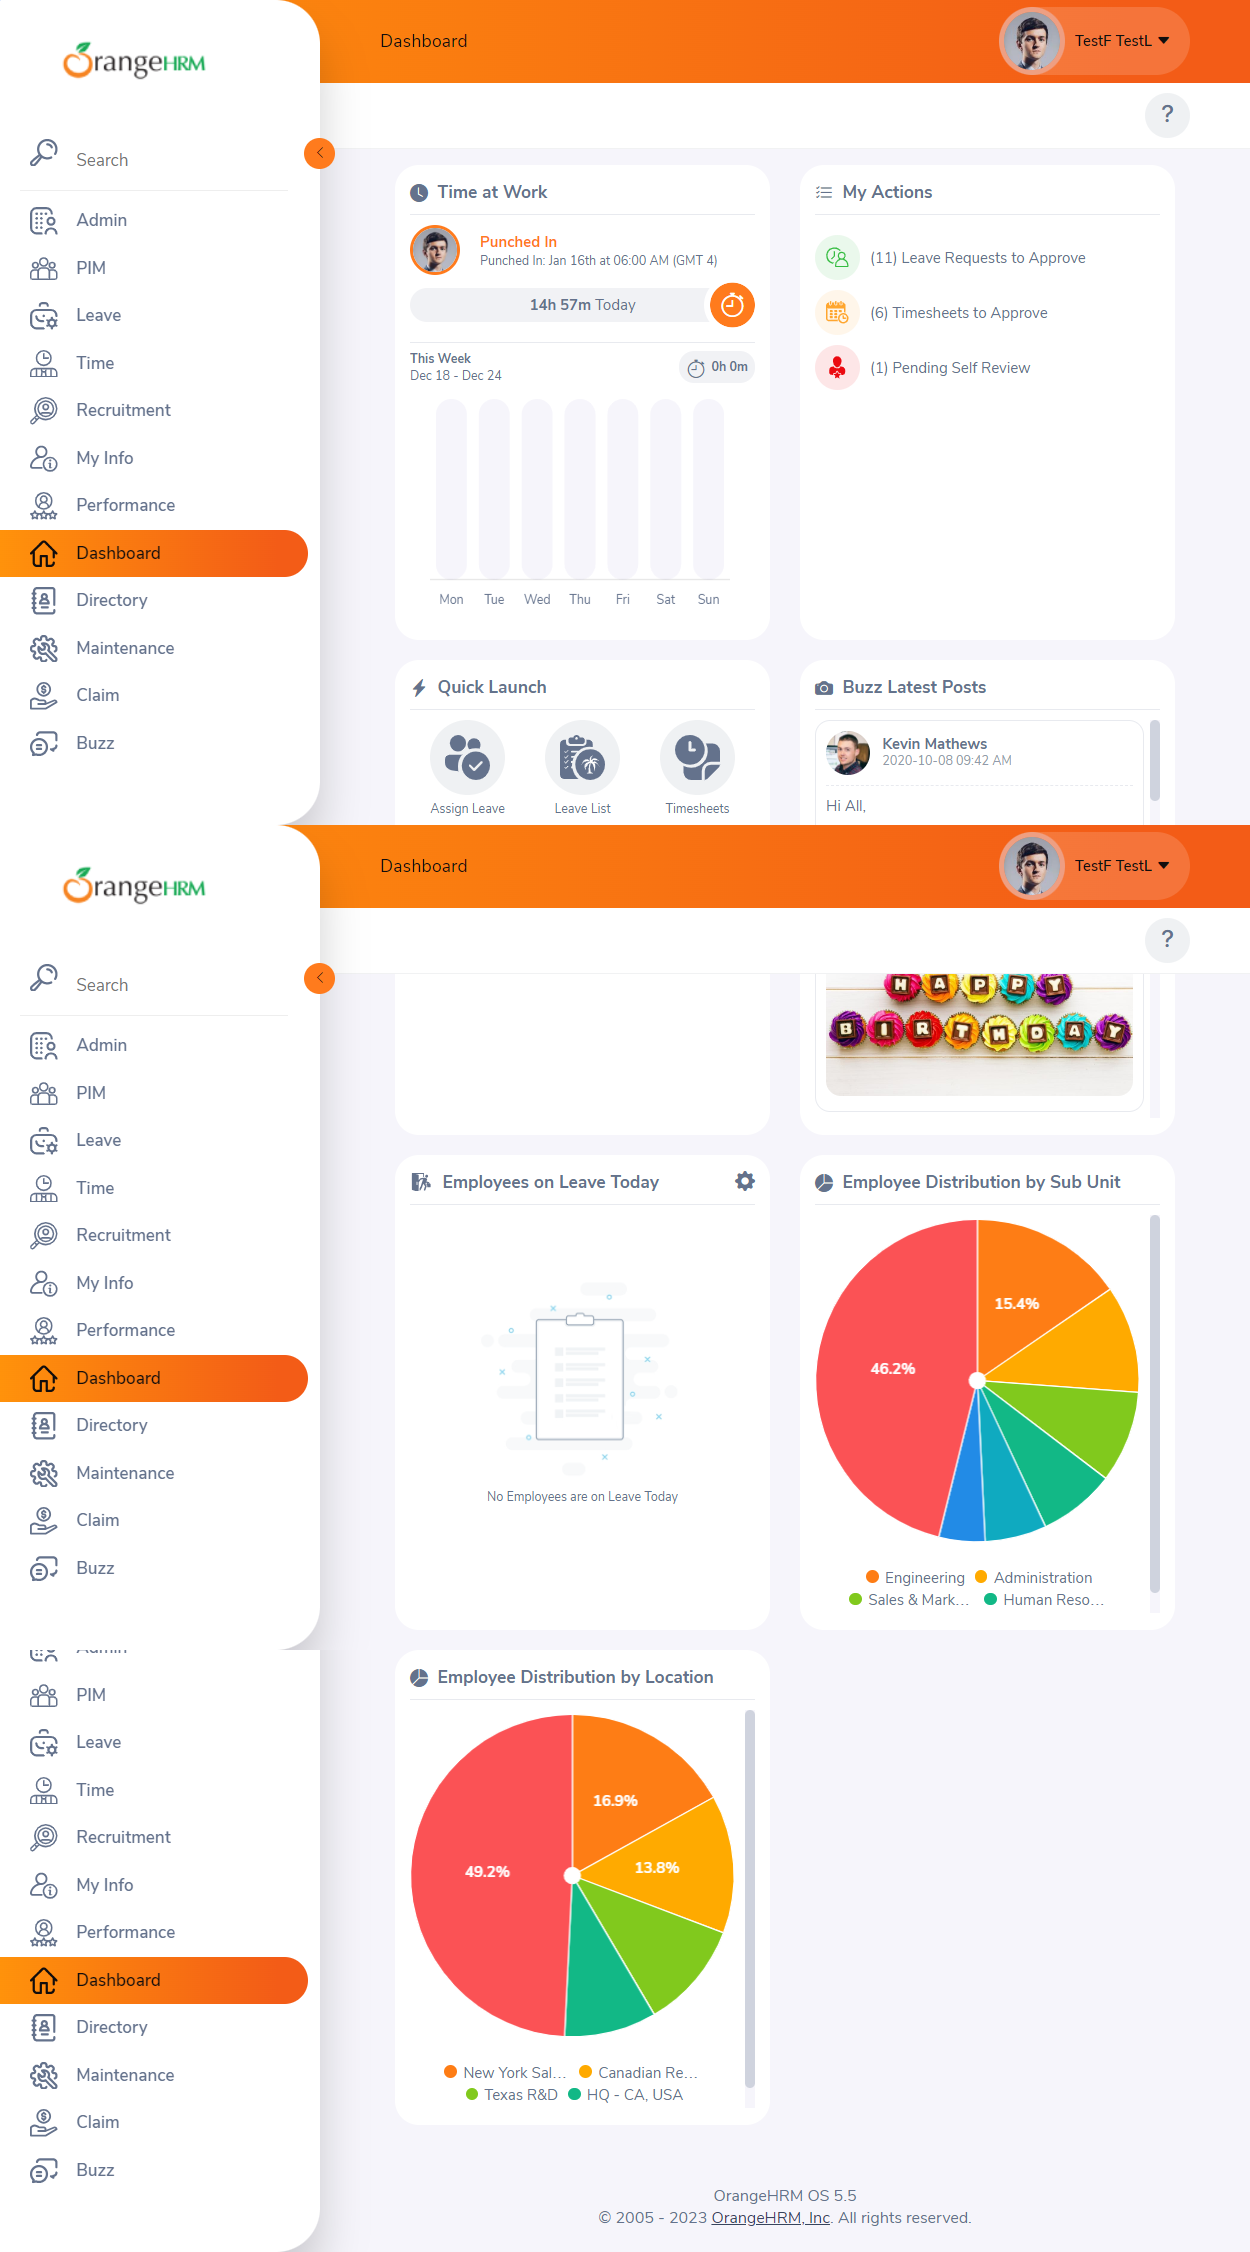 OrangeHRM
Dashboard
TestF TestL
?
Search
Admin
PIM
Leave
Time
Recruitment
My Info
Performance
Dashboard
Directory
Maintenance
Claim
Buzz
Time at Work
Punched In
Punched In: Jan 16th at 06:00 AM (GMT 4)
14h 57m Today
This Week
Dec 18 - Dec 24
0h 0m
Mon Tue Wed Thu Fri Sat Sun
My Actions
(11) Leave Requests to Approve
(6) Timesheets to Approve
(1) Pending Self Review
Quick Launch
Assign Leave Leave List Timesheets
Buzz Latest Posts
Kevin Mathews
2020-10-08 09:42 AM
Hi All,
OrangeHRM
Dashboard
TestF TestL
?
Search
Admin
PIM
Leave
Time
Recruitment
My Info
Performance
Dashboard
Directory
Maintenance
Claim
Buzz
HAPPY
BIRTHDAY
Employees on Leave Today
No Employees are on Leave Today
Employee Distribution by Sub Unit
15.4%
46.2%
Engineering Administration
Sales & Mark... Human Reso...
Admin
PIM
Leave
Time
Recruitment
My Info
Performance
Dashboard
Directory
Maintenance
Claim
Buzz
Employee Distribution by Location
16.9%
13.8%
49.2%
New York Sal... Canadian Re...
Texas R&D HQ - CA, USA
OrangeHRM OS 5.5
© 2005 - 2023 OrangeHRM, Inc. All rights reserved.